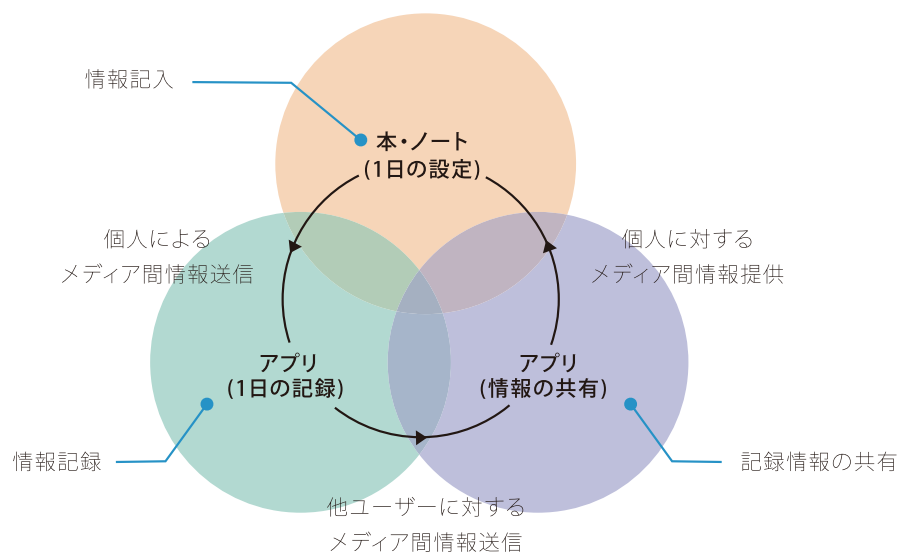 情報記入
本・ノート
(1日の設定)
個人による
メディア間情報送信
個人に対する
メディア間情報提供
アプリ
(1日の記録)
アプリ
(情報の共有)
情報記録
記録情報の共有
他ユーザーに対する
メディア間情報送信